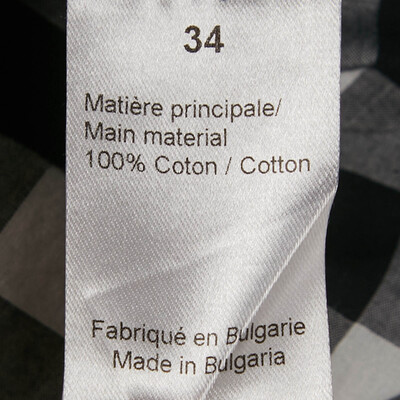 34
Matière principale/
Main material
100% Coton / Cotton
Fabriqué en Bulgarie
Made in Bulgaria